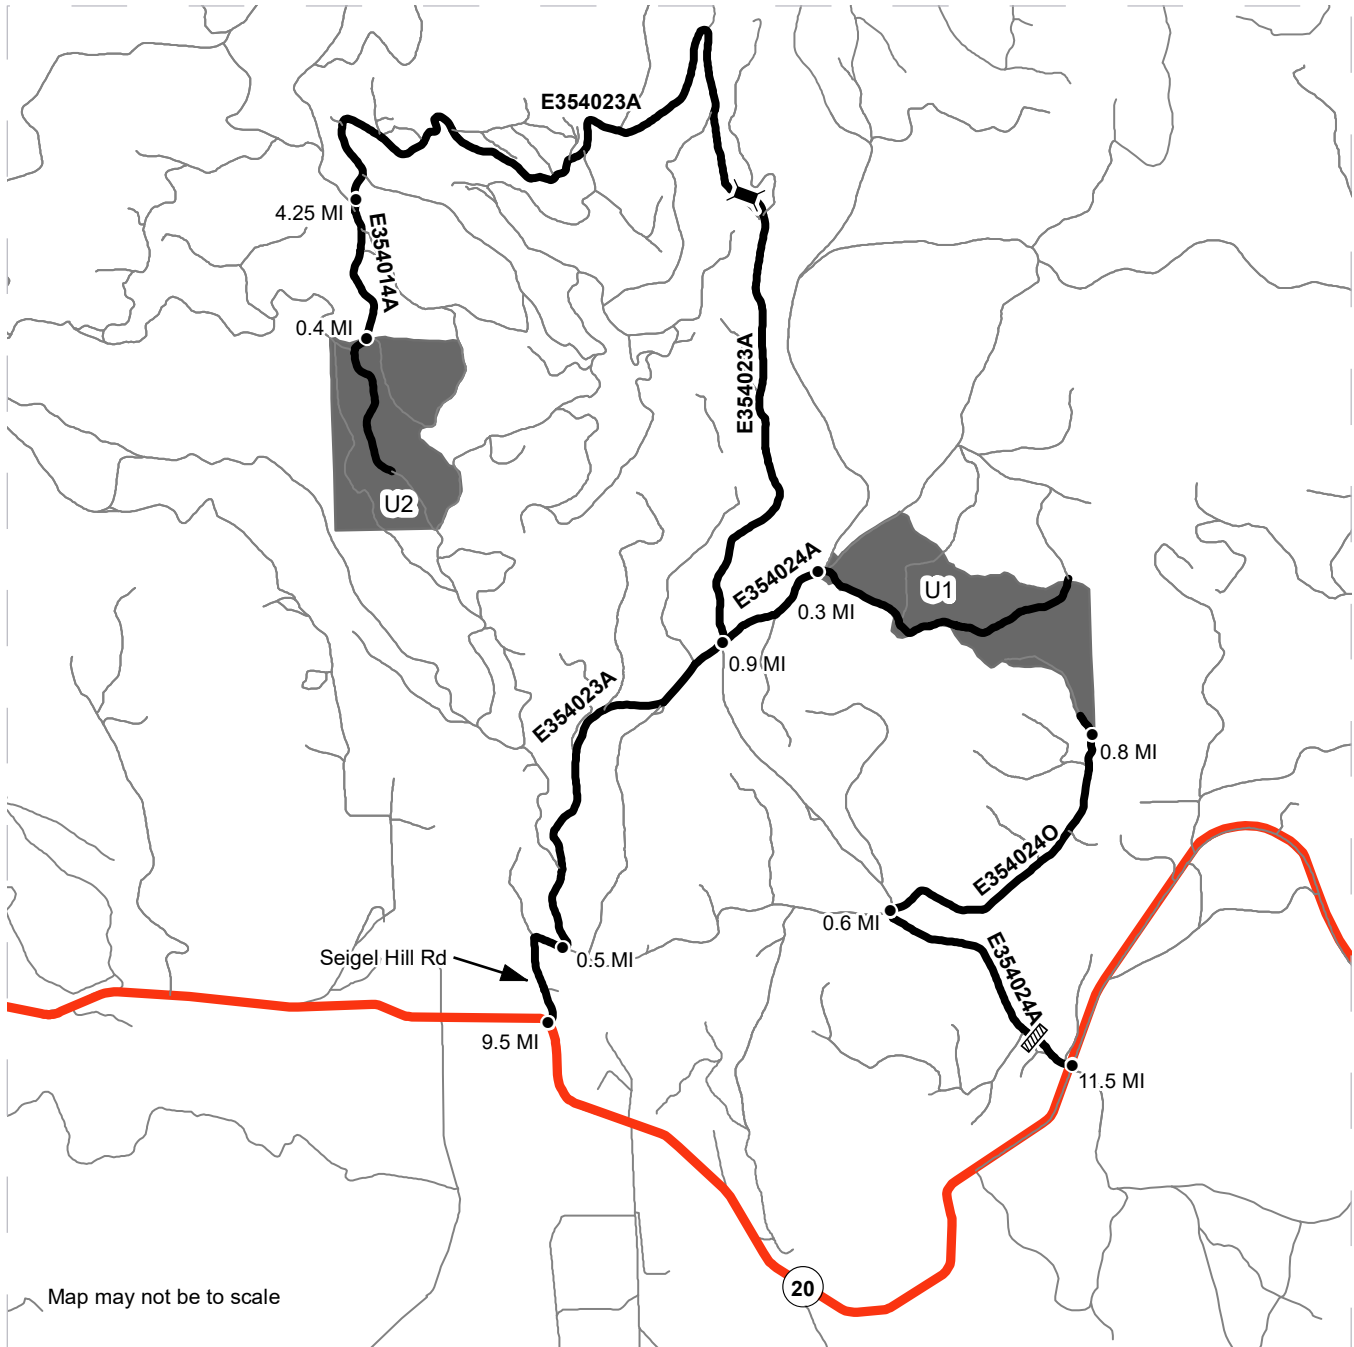 E354023A
4.25 MI
E354014A
0.4 MI
E354023A
U2
E354024A
U1
0.3 MI
0.9 MI
E354023A
0.8 MI
E354024O
0.6 MI
E354024A
Seigel Hill Rd
0.5 MI
9.5 MI
11.5 MI
20
Map may not be to scale